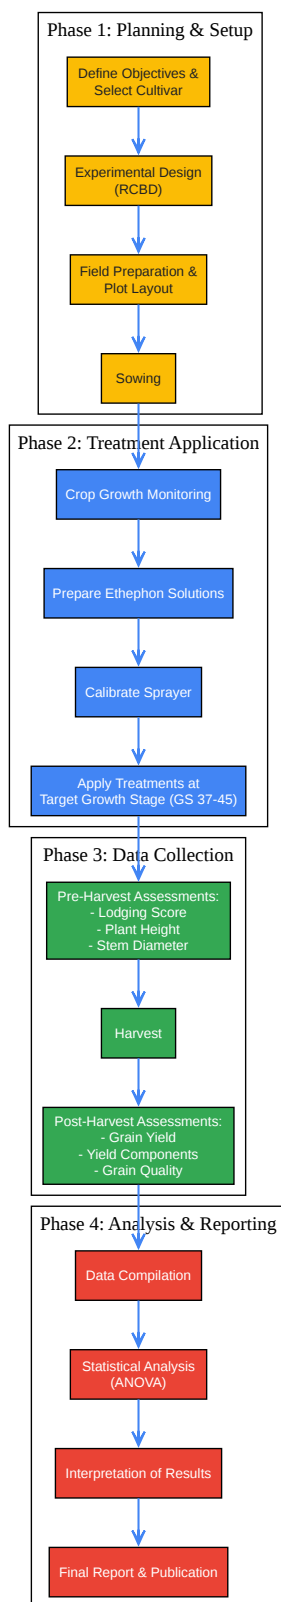 Phase 1: Planning & Setup
Define Objectives &
Select Cultivar
Experimental Design
(RCBD)
Field Preparation &
Plot Layout
Sowing
Phase 2: Treatment Application
Crop Growth Monitoring
Prepare Ethephon Solutions
Calibrate Sprayer
Apply Treatments at
Target Growth Stage (GS 37-45)
Phase 3: Data Collection
Pre-Harvest Assessments:
- Lodging Score
- Plant Height
- Stem Diameter
Harvest
Post-Harvest Assessments:
- Grain Yield
- Yield Components
- Grain Quality
Phase 4: Analysis & Reporting
Data Compilation
Statistical Analysis
(ANOVA)
Interpretation of Results
Final Report & Publication